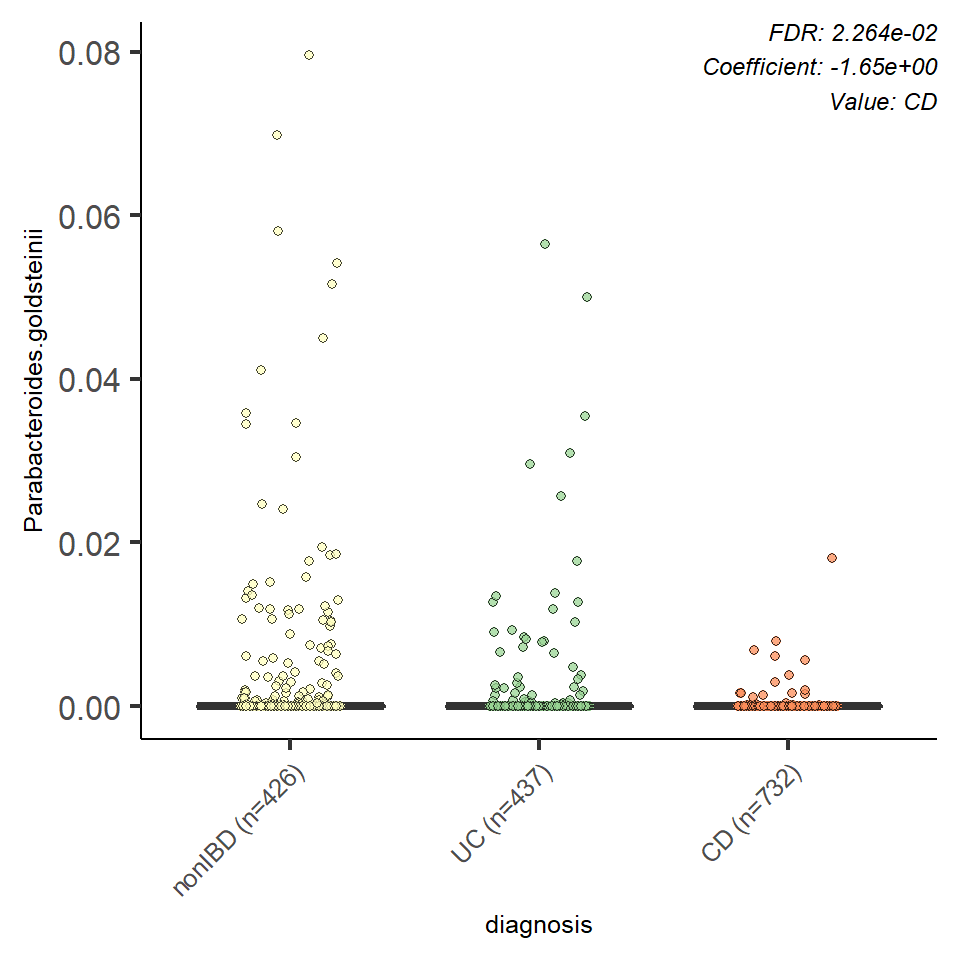 FDR: 2.264e-02
Coefficient: -1.65e+00
Value: CD
Parabacteroides.goldsteinii
0.08
0.06
0.04
0.02
0.00
nonIBD (n=426)
UC (n=437)
CD (n=732)
diagnosis